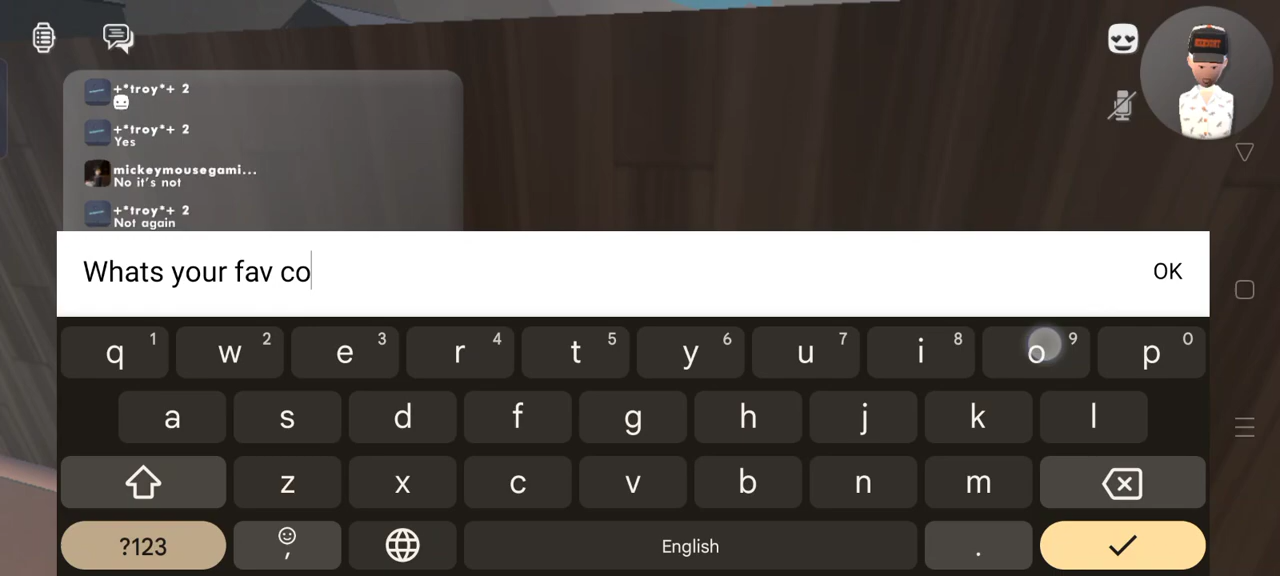 +*troy*+ 2
+*troy*+ 2
Yes
mickeymousegami...
No it's not
+*troy*+ 2
Not again
Whats your fav co
OK
q 1 w 2 e 3 r 4 t 5 y 6 u 7 i 8 o 9 p 0
a s d f g h j k l
z x c v b n m
?123 , English .